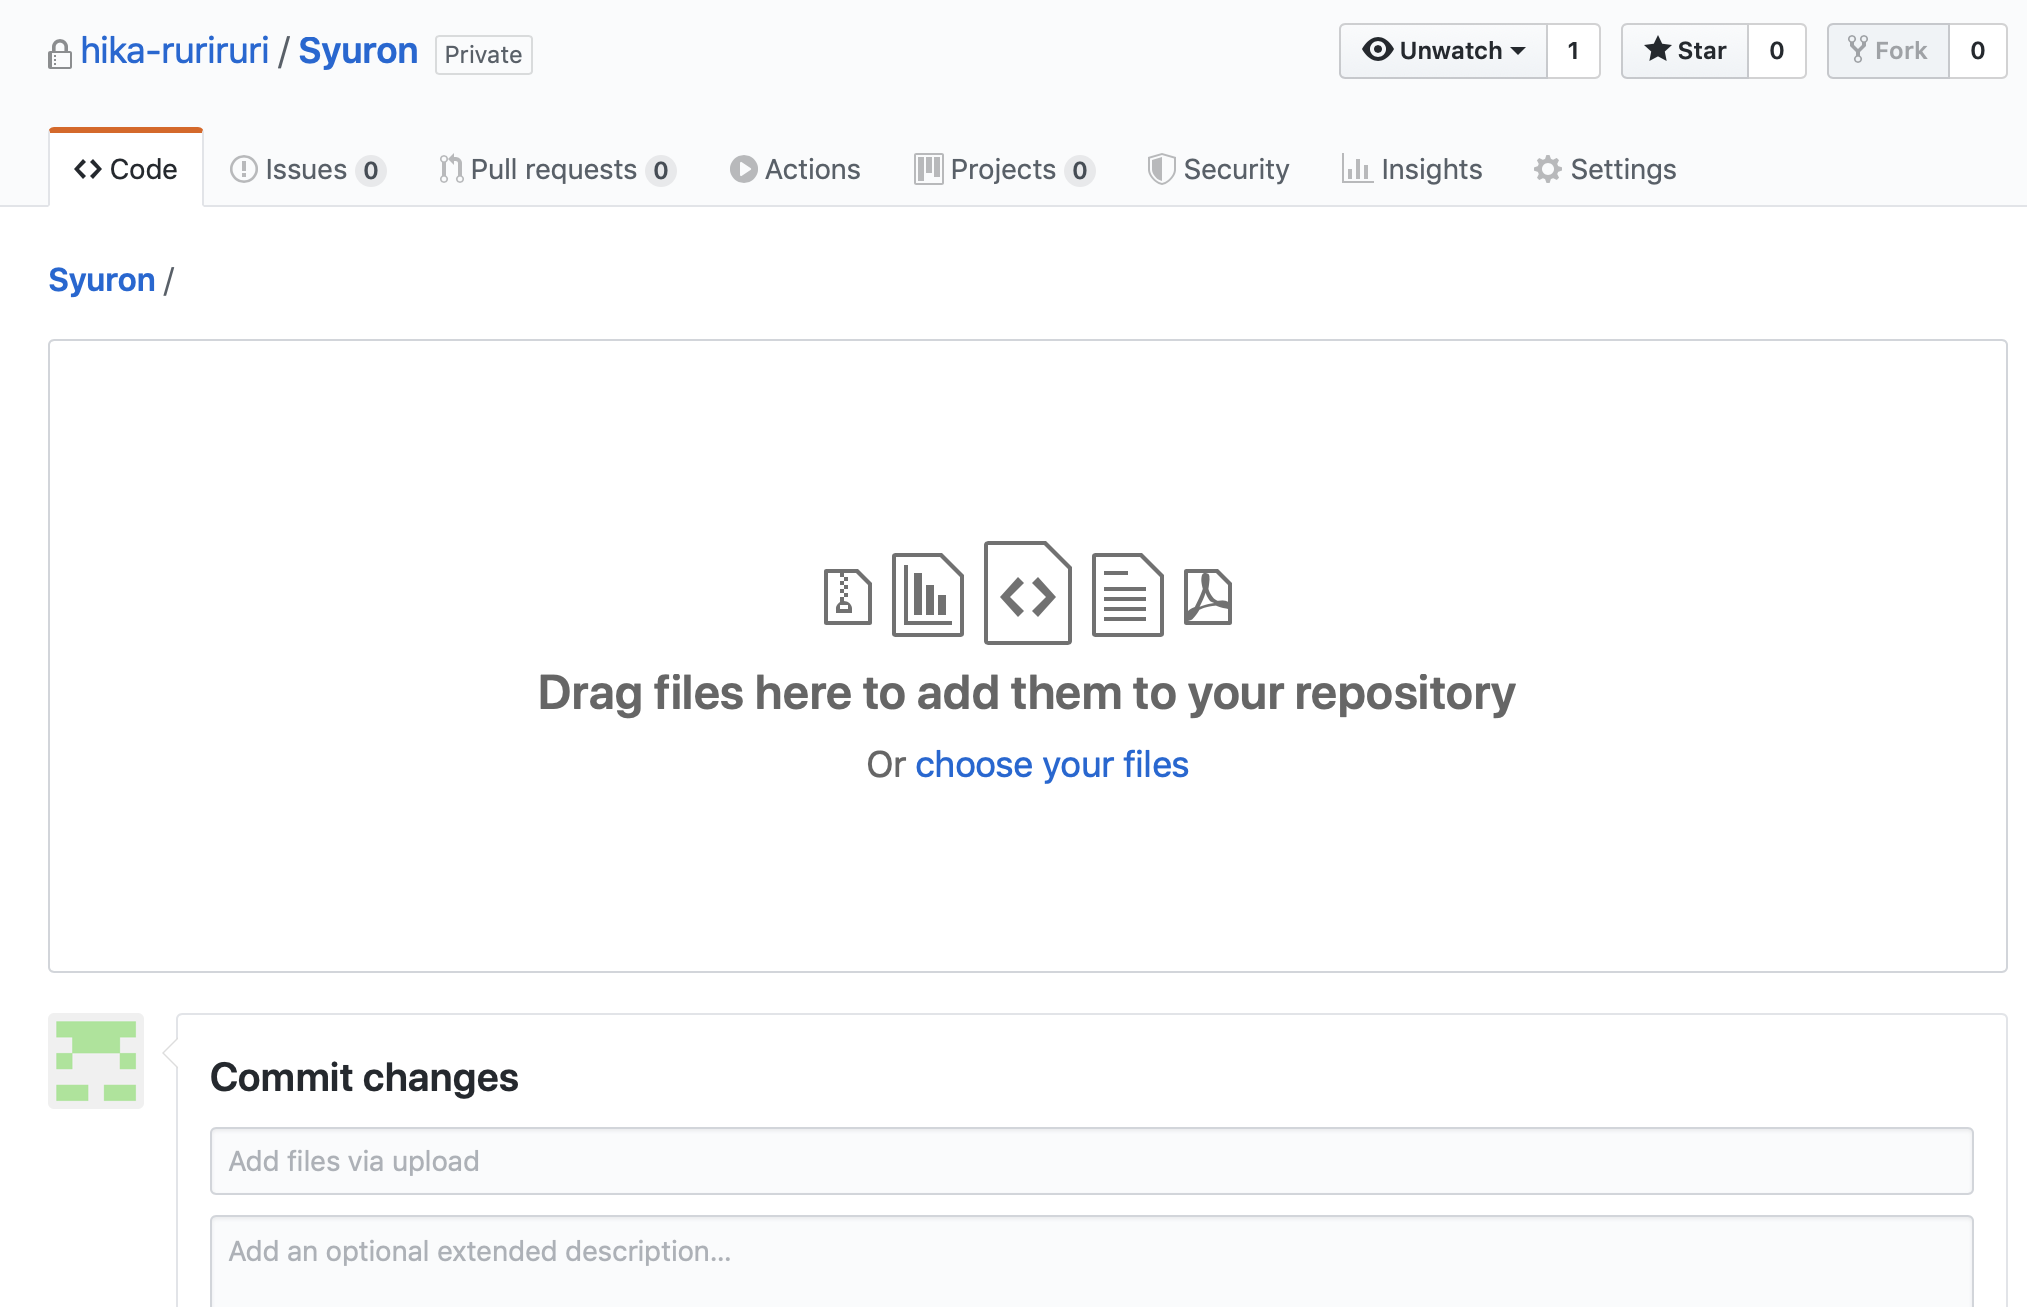 hika-ruriruri / Syuron Private Unwatch 1 Star 0 Fork 0
Code Issues 0 Pull requests 0 Actions Projects 0 Security Insights Settings
Syuron /
Drag files here to add them to your repository
Or choose your files
Commit changes
Add files via upload
Add an optional extended description...